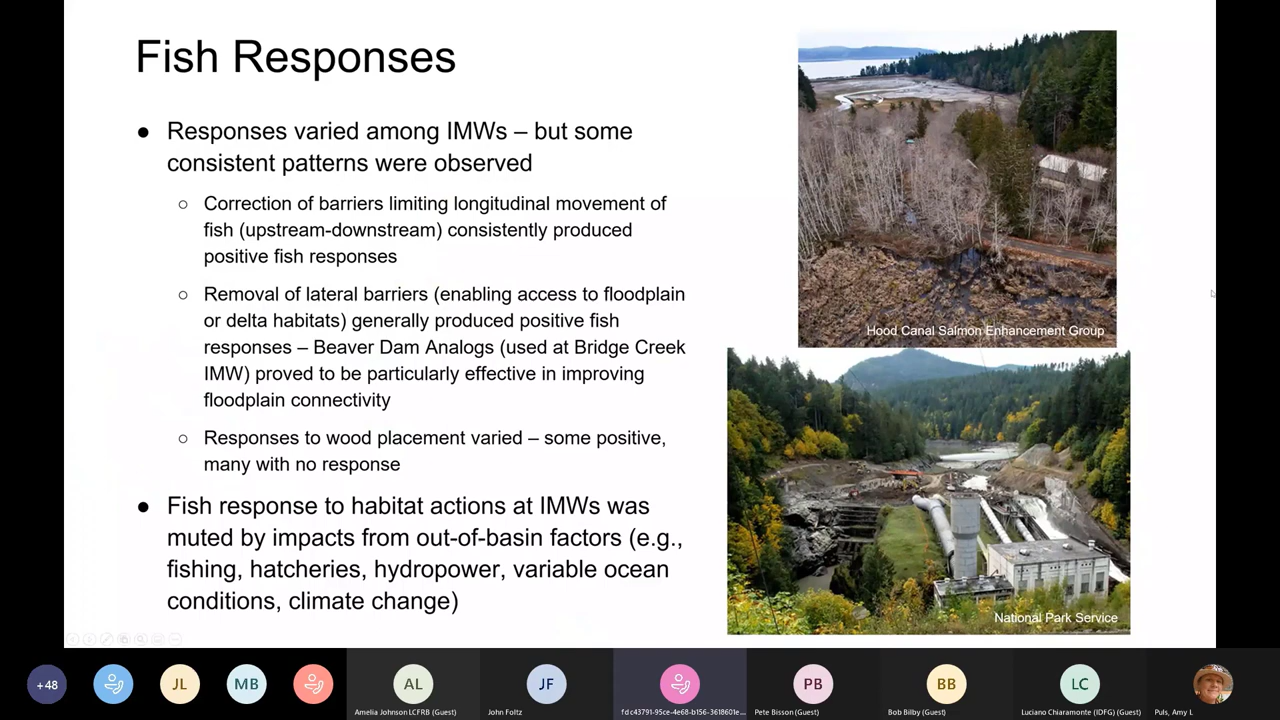 Fish Responses
● Responses varied among IMWs – but some
consistent patterns were observed
○ Correction of barriers limiting longitudinal movement of
fish (upstream-downstream) consistently produced
positive fish responses
○ Removal of lateral barriers (enabling access to floodplain
or delta habitats) generally produced positive fish
responses – Beaver Dam Analogs (used at Bridge Creek
IMW) proved to be particularly effective in improving
floodplain connectivity
○ Responses to wood placement varied – some positive,
many with no response
● Fish response to habitat actions at IMWs was
muted by impacts from out-of-basin factors (e.g.,
fishing, hatcheries, hydropower, variable ocean
conditions, climate change)
Hood Canal Salmon Enhancement Group
National Park Service
+48
JL
MB
AL
Amelia Johnson LCFRB (Guest)
JF
John Foltz
fdc43791-95ce-4e68-b156-3618601e...
PB
Pete Bisson (Guest)
BB
Bob Bilby (Guest)
LC
Luciano Chiaramonte (IDFG) (Guest)
Puls, Amy L